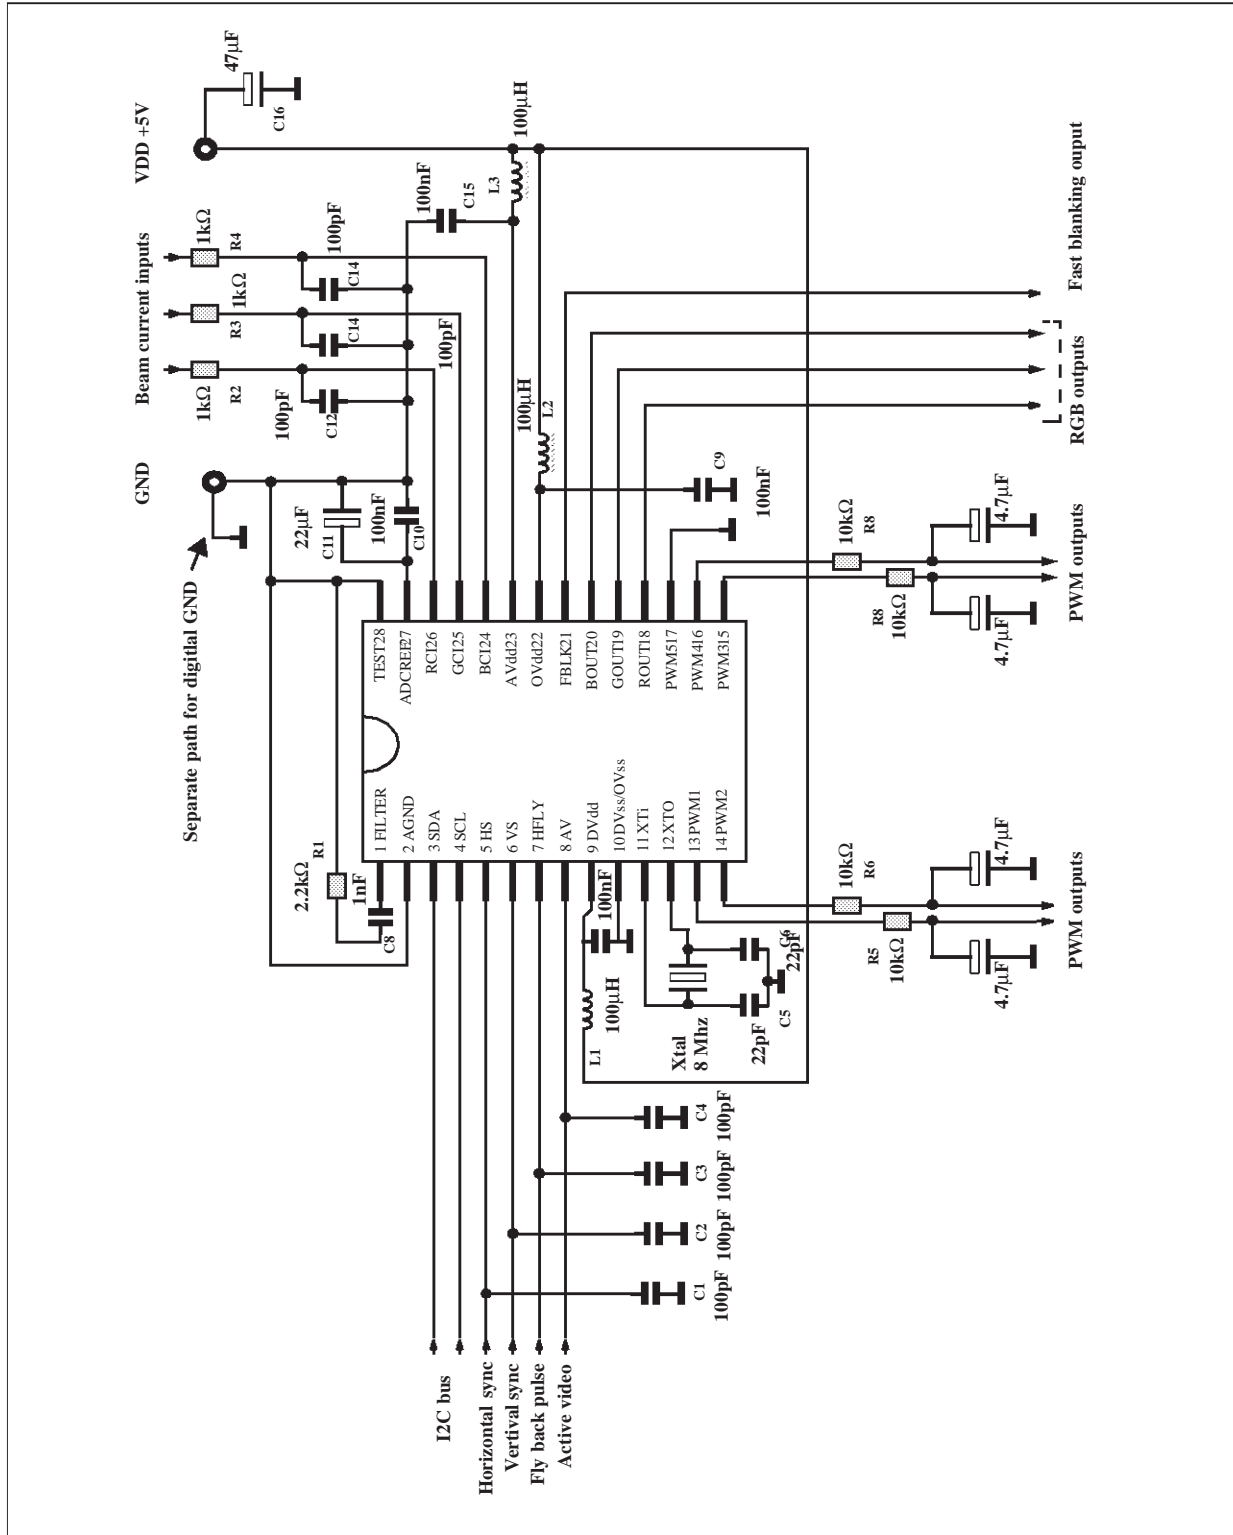 VDD +5V
47µF
C16
Beam current inputs
1kΩ
R4
1kΩ
R3
1kΩ
R2
100pF
C14
C14
100pF
100pF
C12
100nF
C15
L3
100µH
100µH
L2
GND
Separate path for digitlal GND
22µF
C11
100nF
C10
C9
100nF
TEST28
ADCREF27
RCI26
GCI25
BCI24
AVdd23
OVdd22
FBLK21
BOUT20
GOUT19
ROUT18
PWM517
PWM416
PWM315
1 FILTER
2 AGND
3 SDA
4 SCL
5 HS
6 VS
7 HFLY
8 AV
9 DVdd
10 DVss/OVss
11 XTi
12 XTO
13 PWM1
14 PWM2
2.2kΩ
R1
1nF
C8
100nF
100µH
L1
Xtal
8 Mhz
22pF
C5
C6
22pF
C4
100pF
C3
100pF
C2
100pF
C1
100pF
I2C bus
Horizontal sync
Vertival sync
Fly back pulse
Active video
Fast blanking ouput
RGB outputs
10kΩ
R8
R8
10kΩ
4.7µF
4.7µF
PWM outputs
10kΩ
R6
R5
10kΩ
4.7µF
4.7µF
PWM outputs